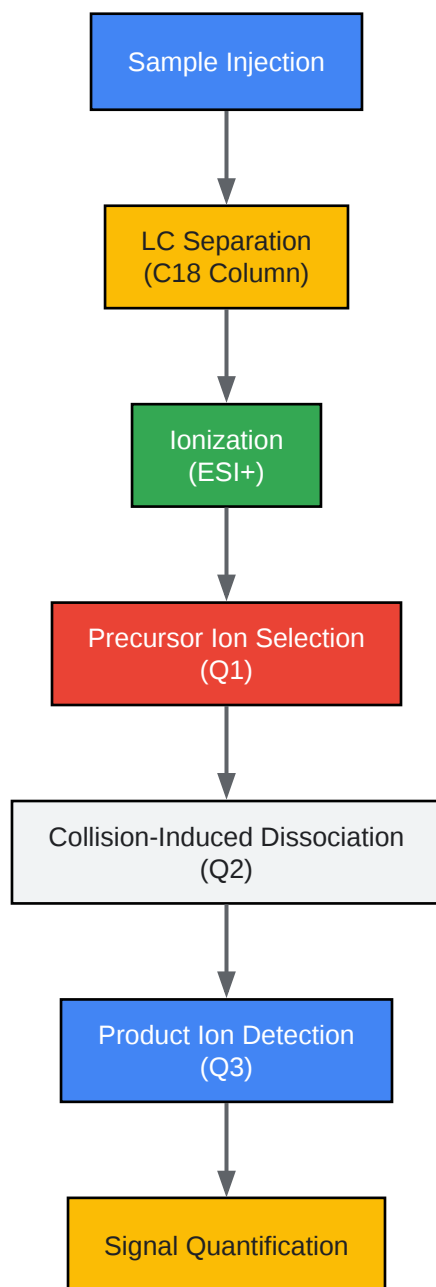 Sample Injection
LC Separation
(C18 Column)
Ionization
(ESI+)
Precursor Ion Selection
(Q1)
Collision-Induced Dissociation
(Q2)
Product Ion Detection
(Q3)
Signal Quantification